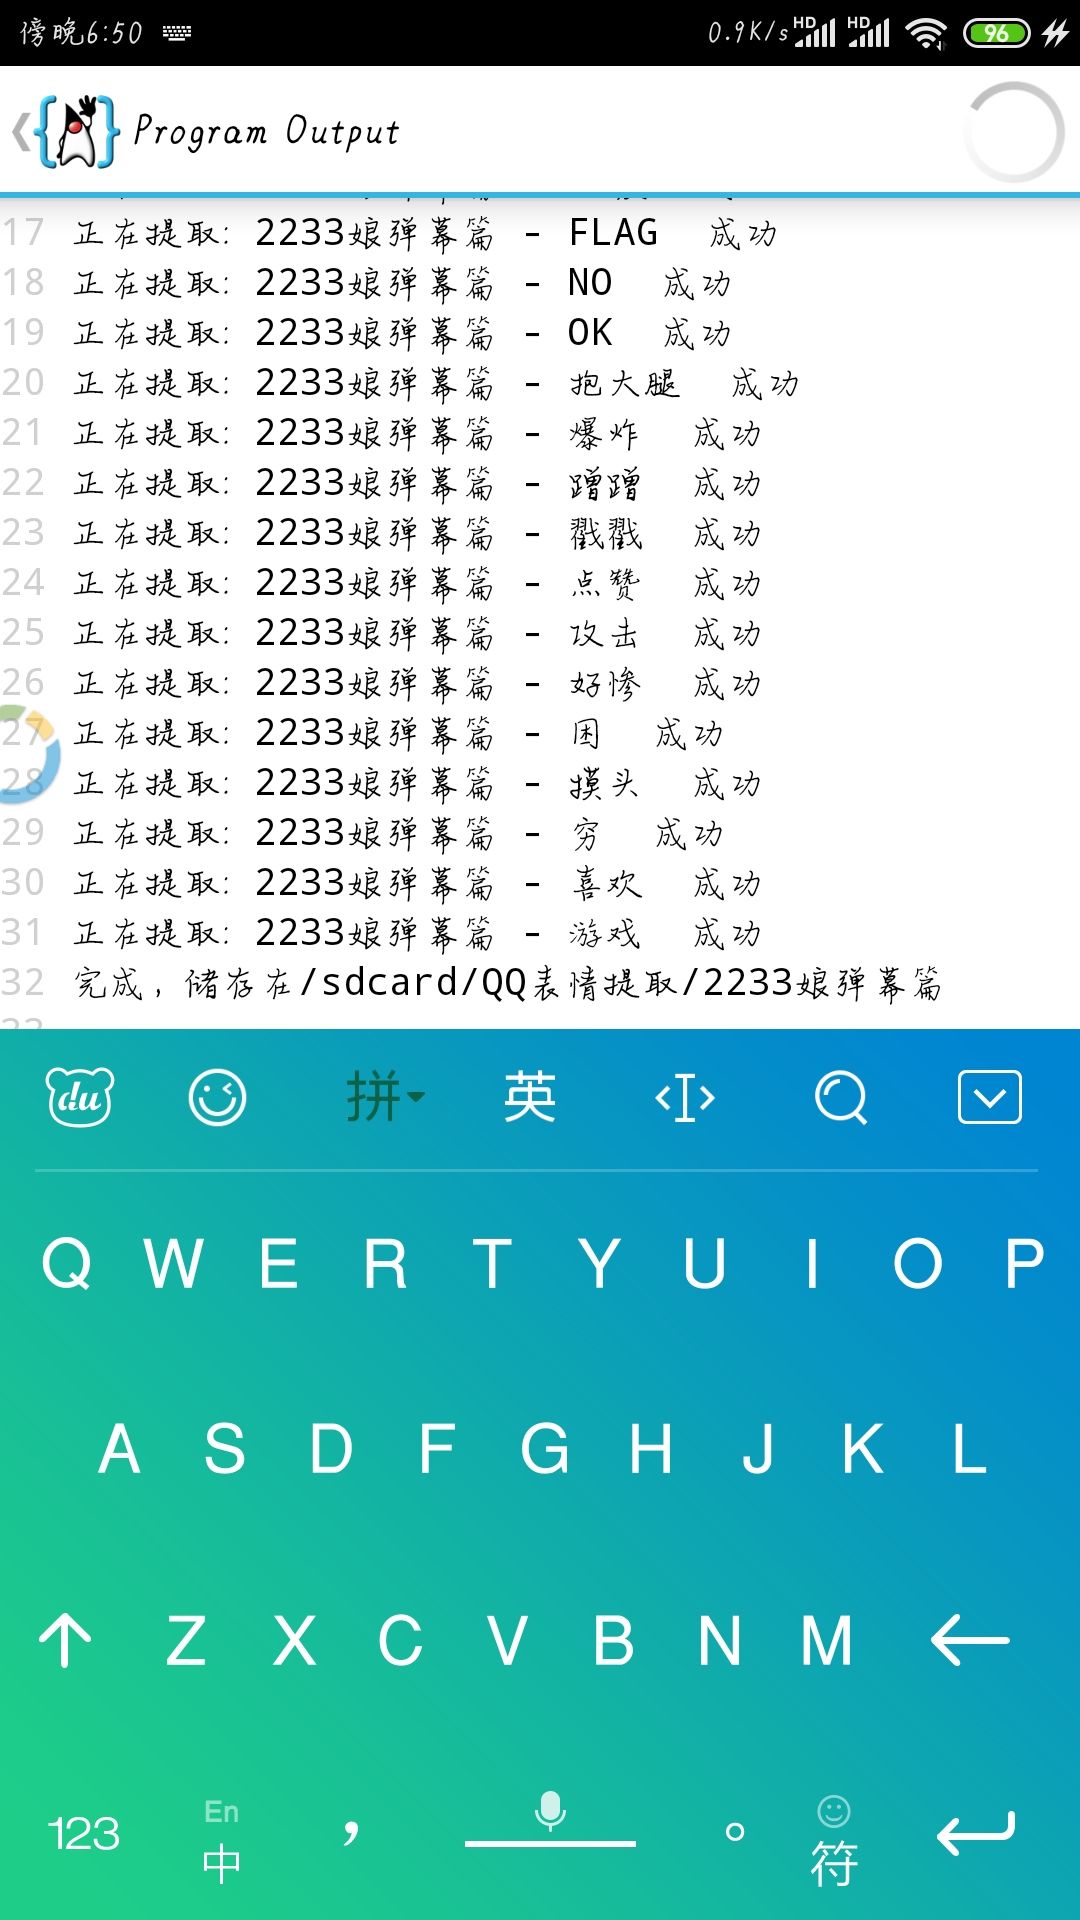 傍晚6:50 0.9K/s HD HD 96
Program Output
17 正在提取: 2233娘弹幕篇 - FLAG 成功
18 正在提取: 2233娘弹幕篇 - NO 成功
19 正在提取: 2233娘弹幕篇 - OK 成功
20 正在提取: 2233娘弹幕篇 - 抱大腿 成功
21 正在提取: 2233娘弹幕篇 - 爆炸 成功
22 正在提取: 2233娘弹幕篇 - 蹭蹭 成功
23 正在提取: 2233娘弹幕篇 - 戳戳 成功
24 正在提取: 2233娘弹幕篇 - 点赞 成功
25 正在提取: 2233娘弹幕篇 - 攻击 成功
26 正在提取: 2233娘弹幕篇 - 好惨 成功
27 正在提取: 2233娘弹幕篇 - 困 成功
28 正在提取: 2233娘弹幕篇 - 摸头 成功
29 正在提取: 2233娘弹幕篇 - 穷 成功
30 正在提取: 2233娘弹幕篇 - 喜欢 成功
31 正在提取: 2233娘弹幕篇 - 游戏 成功
32 完成，储存在/sdcard/QQ表情提取/2233娘弹幕篇
du 拼 英
Q W E R T Y U I O P
A S D F G H J K L
Z X C V B N M
123 En 中 ， 。 符